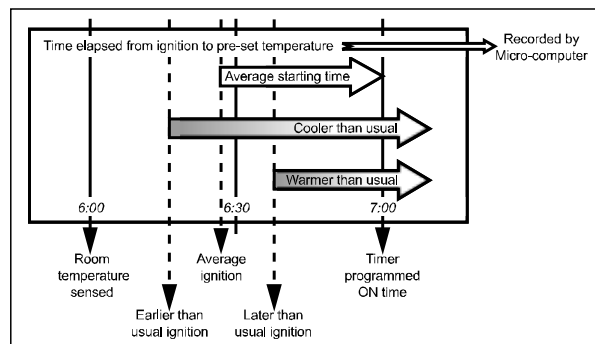 Time elapsed from ignition to pre-set temperature
Recorded by
Micro-computer
Average starting time
Cooler than usual
Warmer than usual
6:00
6:30
7:00
Room
temperature
sensed
Average
ignition
Timer
programmed
ON time
Earlier than
usual ignition
Later than
usual ignition